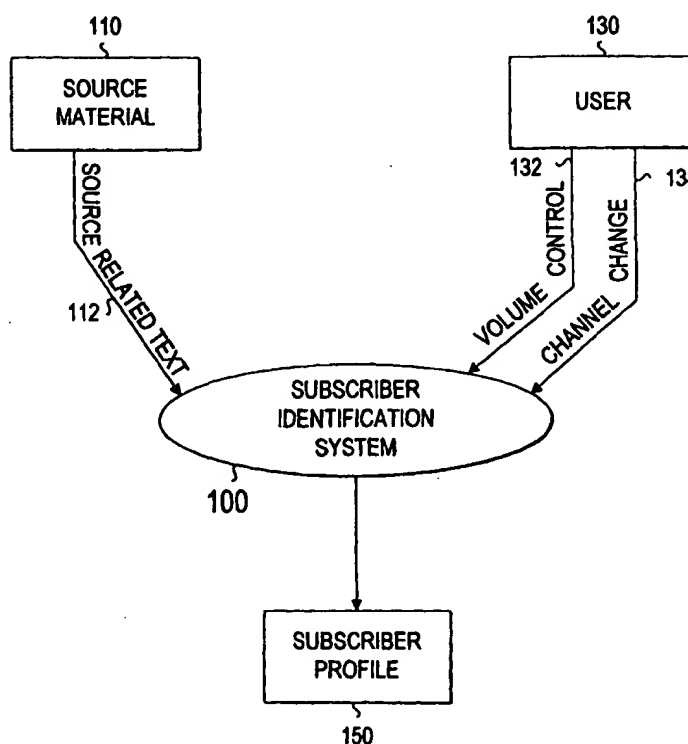 110
SOURCE
MATERIAL
130
USER
SOURCE RELATED TEXT
112
132
VOLUME CONTROL
CHANNEL CHANGE
SUBSCRIBER
IDENTIFICATION
SYSTEM
100
SUBSCRIBER
PROFILE
150